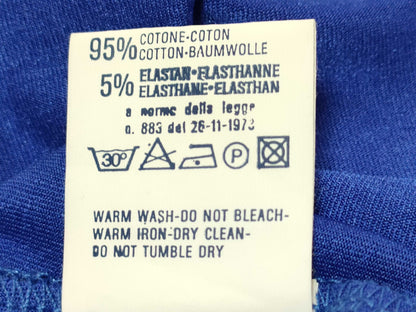 95% COTONE-COTON
COTTON-BAUMWOLLE
5% ELASTAN•ELASTHANNE
ELASTHANE•ELASTHAN
a norme della legge
n. 883 del 26-11-1973
30° P
WARM WASH-DO NOT BLEACH-
WARM IRON-DRY CLEAN-
DO NOT TUMBLE DRY